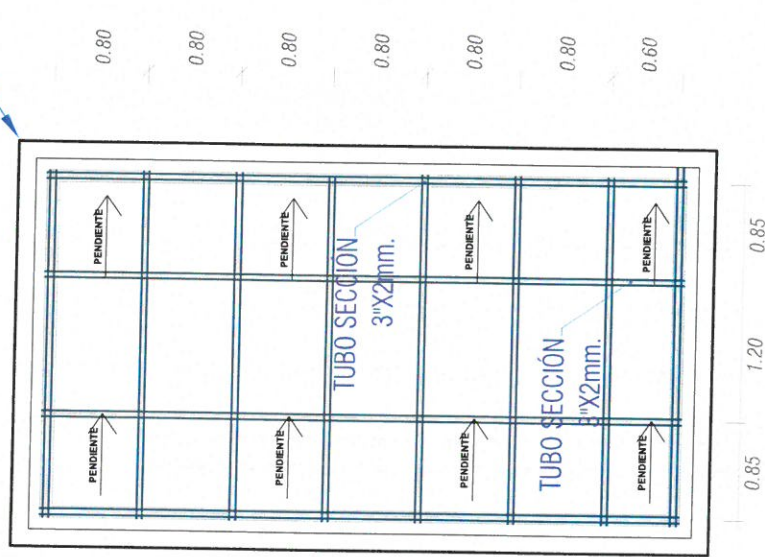 0.80
0.80
0.80
0.80
0.80
0.80
0.60
PENDIENTE
PENDIENTE
PENDIENTE
PENDIENTE
TUBO SECCIÓN
3"X2mm.
TUBO SECCIÓN
3"X2mm.
PENDIENTE
PENDIENTE
PENDIENTE
PENDIENTE
0.85
1.20
0.85